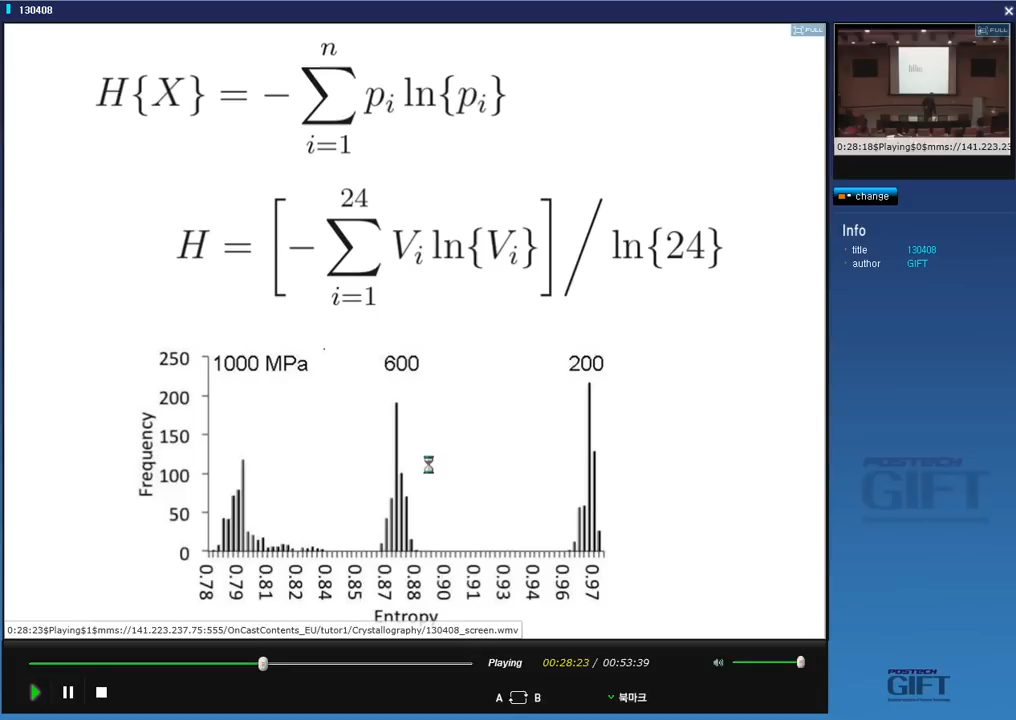 130408
FULL
H{X} = − ∑_{i=1}^{n} p_i ln{p_i}
H = [− ∑_{i=1}^{24} V_i ln{V_i}] / ln{24}
1000 MPa 600 200
Frequency
250
200
150
100
50
0
0.78 0.79 0.81 0.82 0.84 0.85 0.87 0.88 0.90 0.91 0.93 0.94 0.96 0.97
Entropy
0:28:23$Playing$1$mms://141.223.237.75:555/OnCastContents_EU/tutor1/Crystallography/130408_screen.wmv
Playing 00:28:23 / 00:53:39
A B 북마크
FULL
0:28:18$Playing$0$mms://141.223.23
change
Info
title 130408
author GIFT
POSTECH
GIFT
POSTECH
GIFT